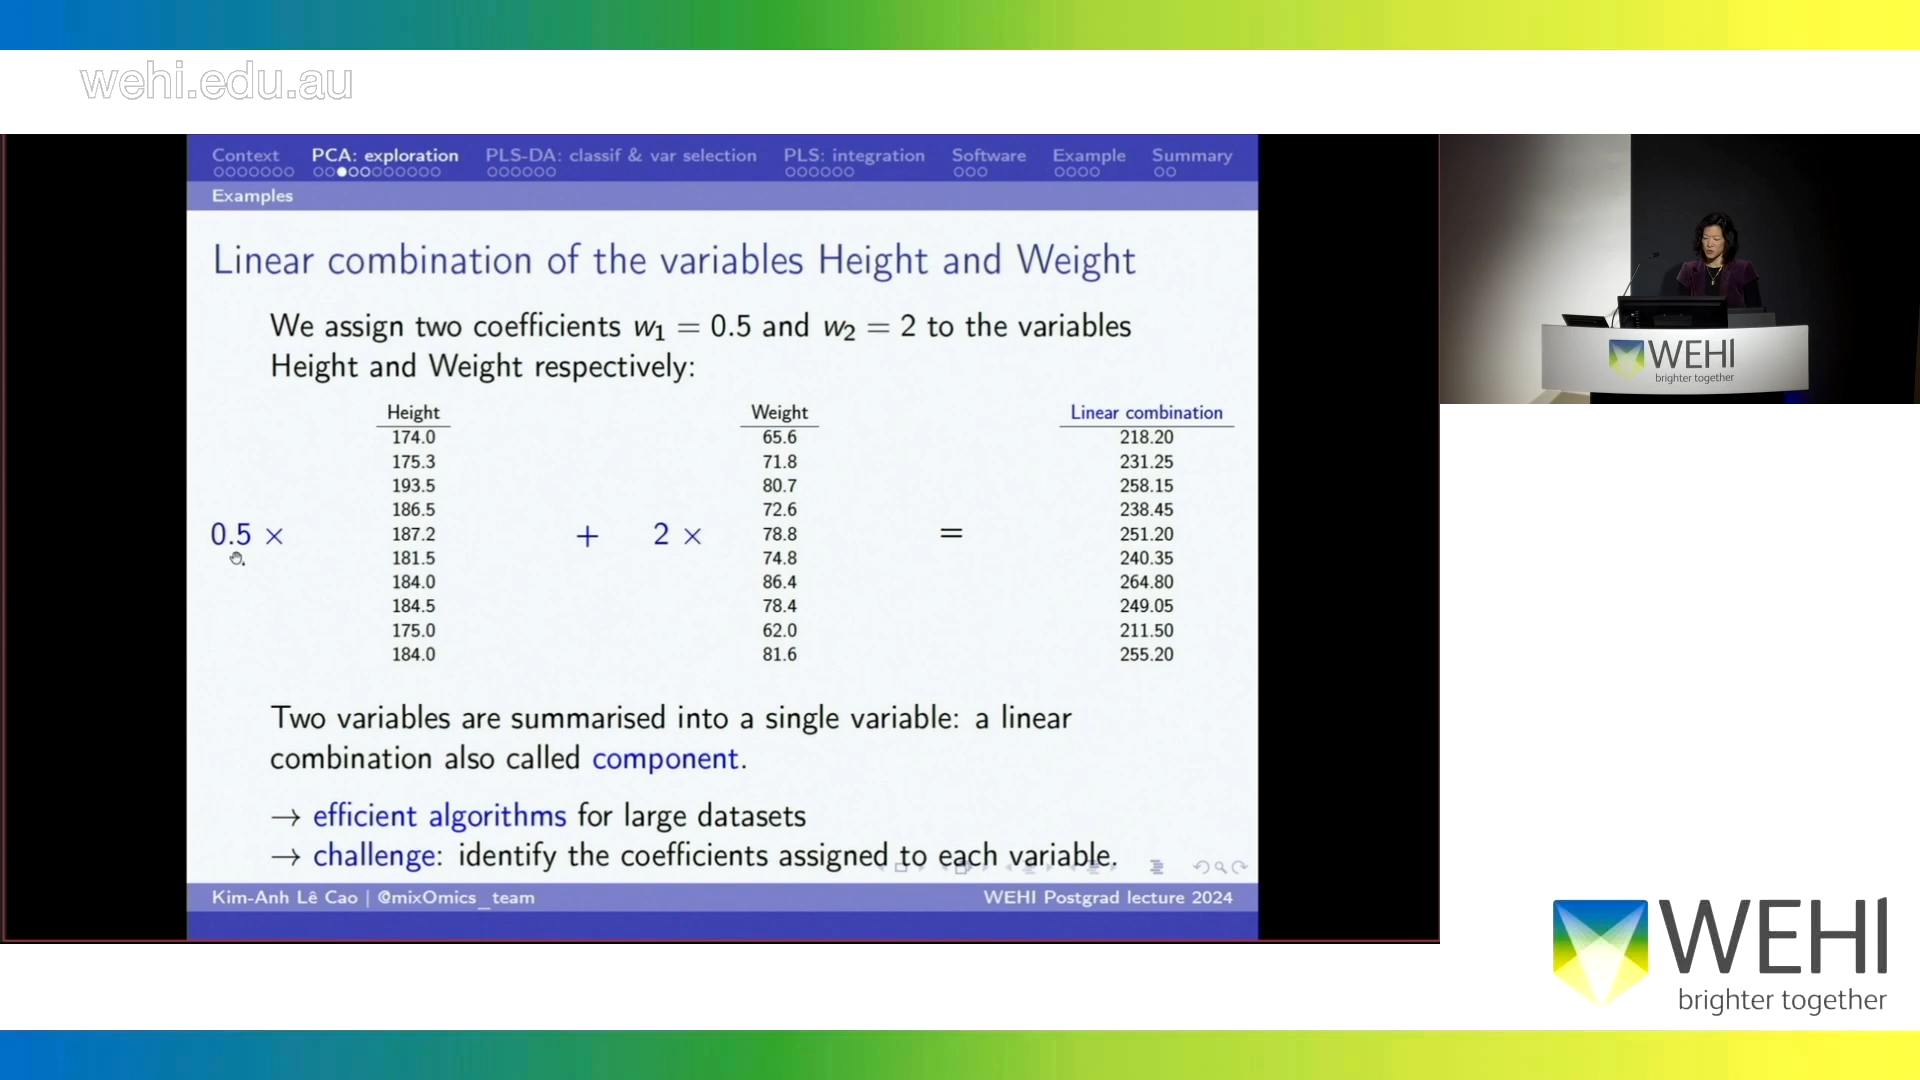 wehi.edu.au
Context PCA: exploration PLS-DA: classif & var selection PLS: integration Software Example Summary
Examples
Linear combination of the variables Height and Weight
We assign two coefficients w₁ = 0.5 and w₂ = 2 to the variables
Height and Weight respectively:
Height Weight Linear combination
174.0 65.6 218.20
175.3 71.8 231.25
193.5 80.7 258.15
186.5 72.6 238.45
0.5 × 187.2 + 2 × 78.8 = 251.20
181.5 74.8 240.35
184.0 86.4 264.80
184.5 78.4 249.05
175.0 62.0 211.50
184.0 81.6 255.20
Two variables are summarised into a single variable: a linear
combination also called component.
→ efficient algorithms for large datasets
→ challenge: identify the coefficients assigned to each variable.
Kim-Anh Lê Cao | @mixOmics_team WEHI Postgrad lecture 2024
WEHI
brighter together
WEHI
brighter together